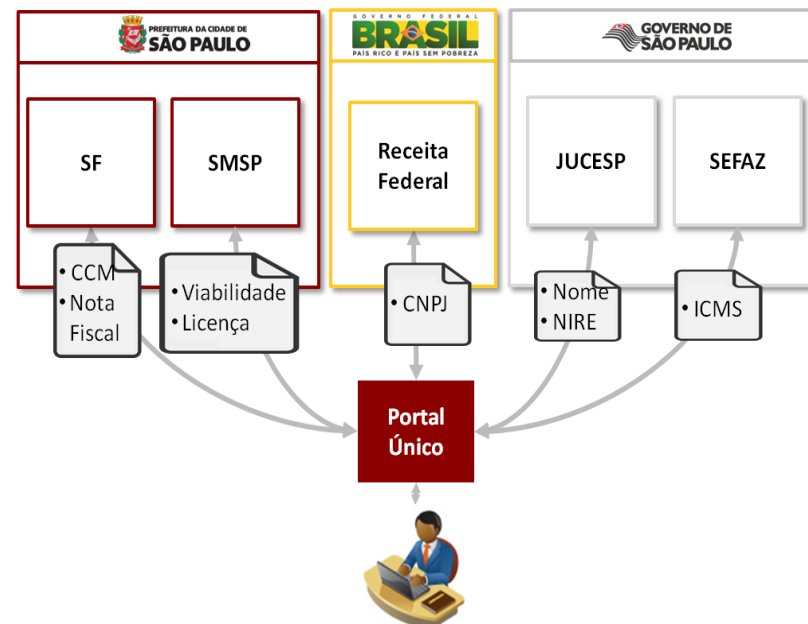 PREFEITURA DA CIDADE DE
SÃO PAULO
GOVERNO FEDERAL
BRASIL
PAÍS RICO É PAÍS SEM POBREZA
GOVERNO DE
SÃO PAULO
SF
SMSP
Receita
Federal
JUCESP
SEFAZ
• CCM
• Nota
Fiscal
• Viabilidade
• Licença
• CNPJ
• Nome
• NIRE
• ICMS
Portal
Único